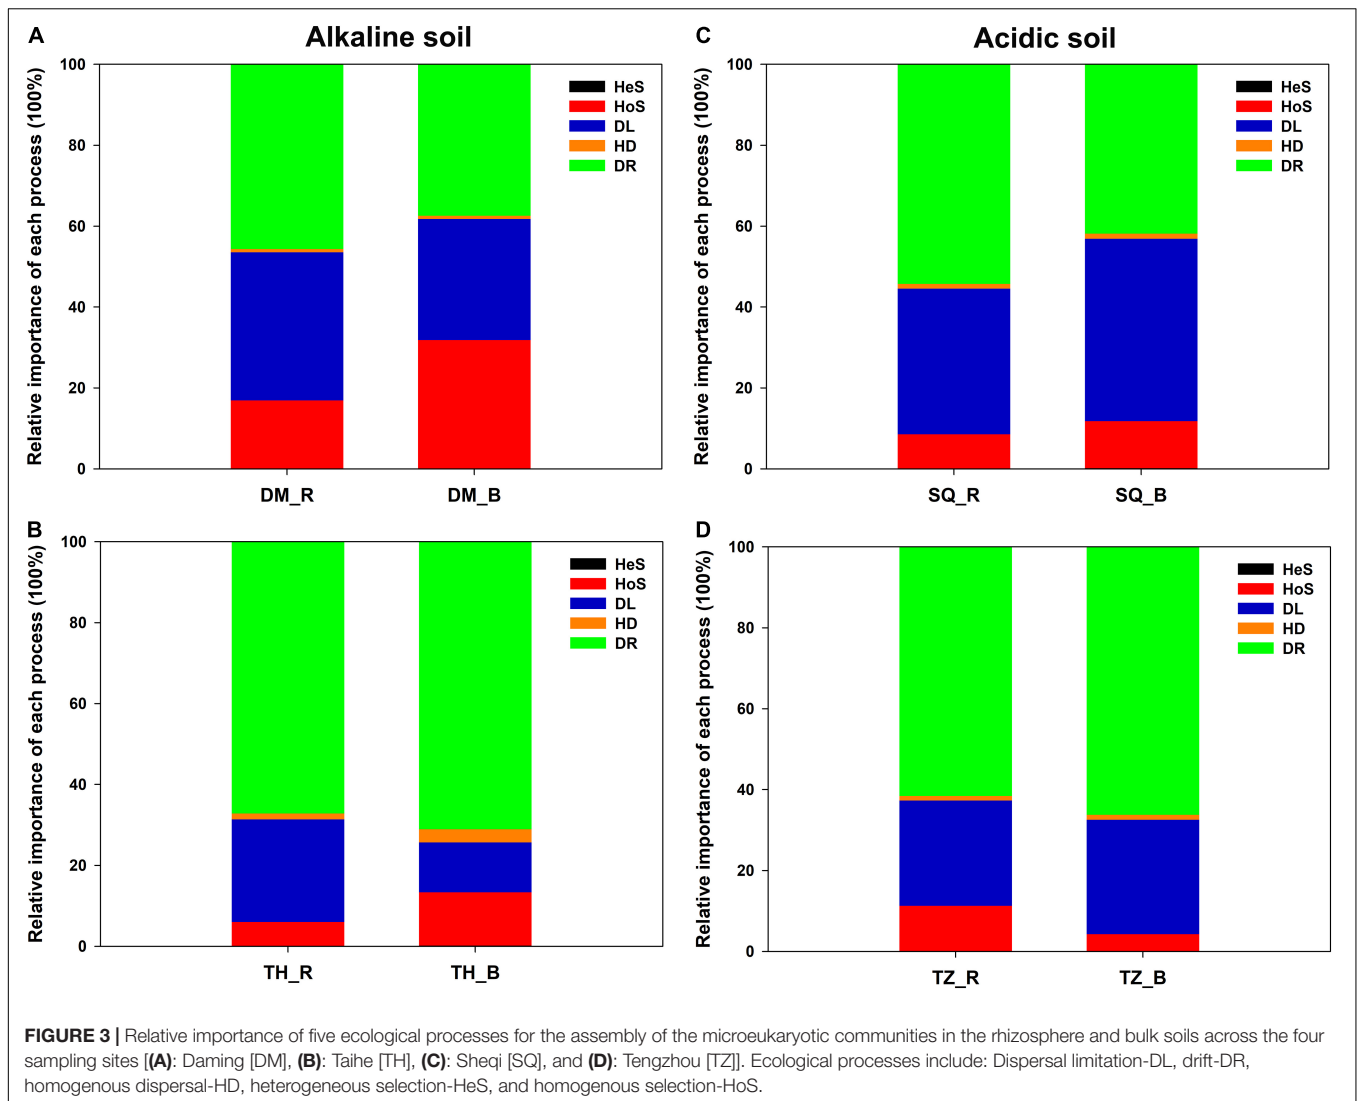 A
Alkaline soil
Relative importance of each process (100%)
100
80
60
40
20
0
HeS
HoS
DL
HD
DR
DM_R
DM_B
C
Acidic soil
Relative importance of each process (100%)
100
80
60
40
20
0
HeS
HoS
DL
HD
DR
SQ_R
SQ_B
B
Relative importance of each process (100%)
100
80
60
40
20
0
HeS
HoS
DL
HD
DR
TH_R
TH_B
D
Relative importance of each process (100%)
100
80
60
40
20
0
HeS
HoS
DL
HD
DR
TZ_R
TZ_B
FIGURE 3 | Relative importance of five ecological processes for the assembly of the microeukaryotic communities in the rhizosphere and bulk soils across the four
sampling sites [(A): Daming [DM], (B): Taihe [TH], (C): Sheqi [SQ], and (D): Tengzhou [TZ]]. Ecological processes include: Dispersal limitation-DL, drift-DR,
homogenous dispersal-HD, heterogeneous selection-HeS, and homogenous selection-HoS.